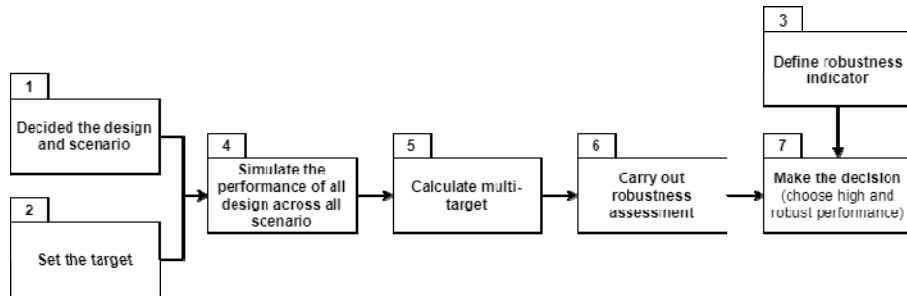 1
Decided the design
and scenario
2
Set the target
3
Define robustness
indicator
4
Simulate the
performance of all
design across all
scenario
5
Calculate multi-
target
6
Carry out
robustness
assessment
7
Make the decision
(choose high and
robust performance)